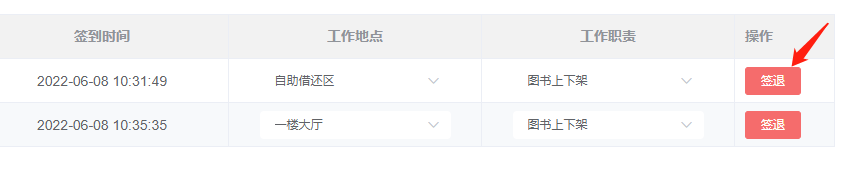 签到时间 工作地点 工作职责 操作
2022-06-08 10:31:49 自助借还区 图书上下架 签退
2022-06-08 10:35:35 一楼大厅 图书上下架 签退